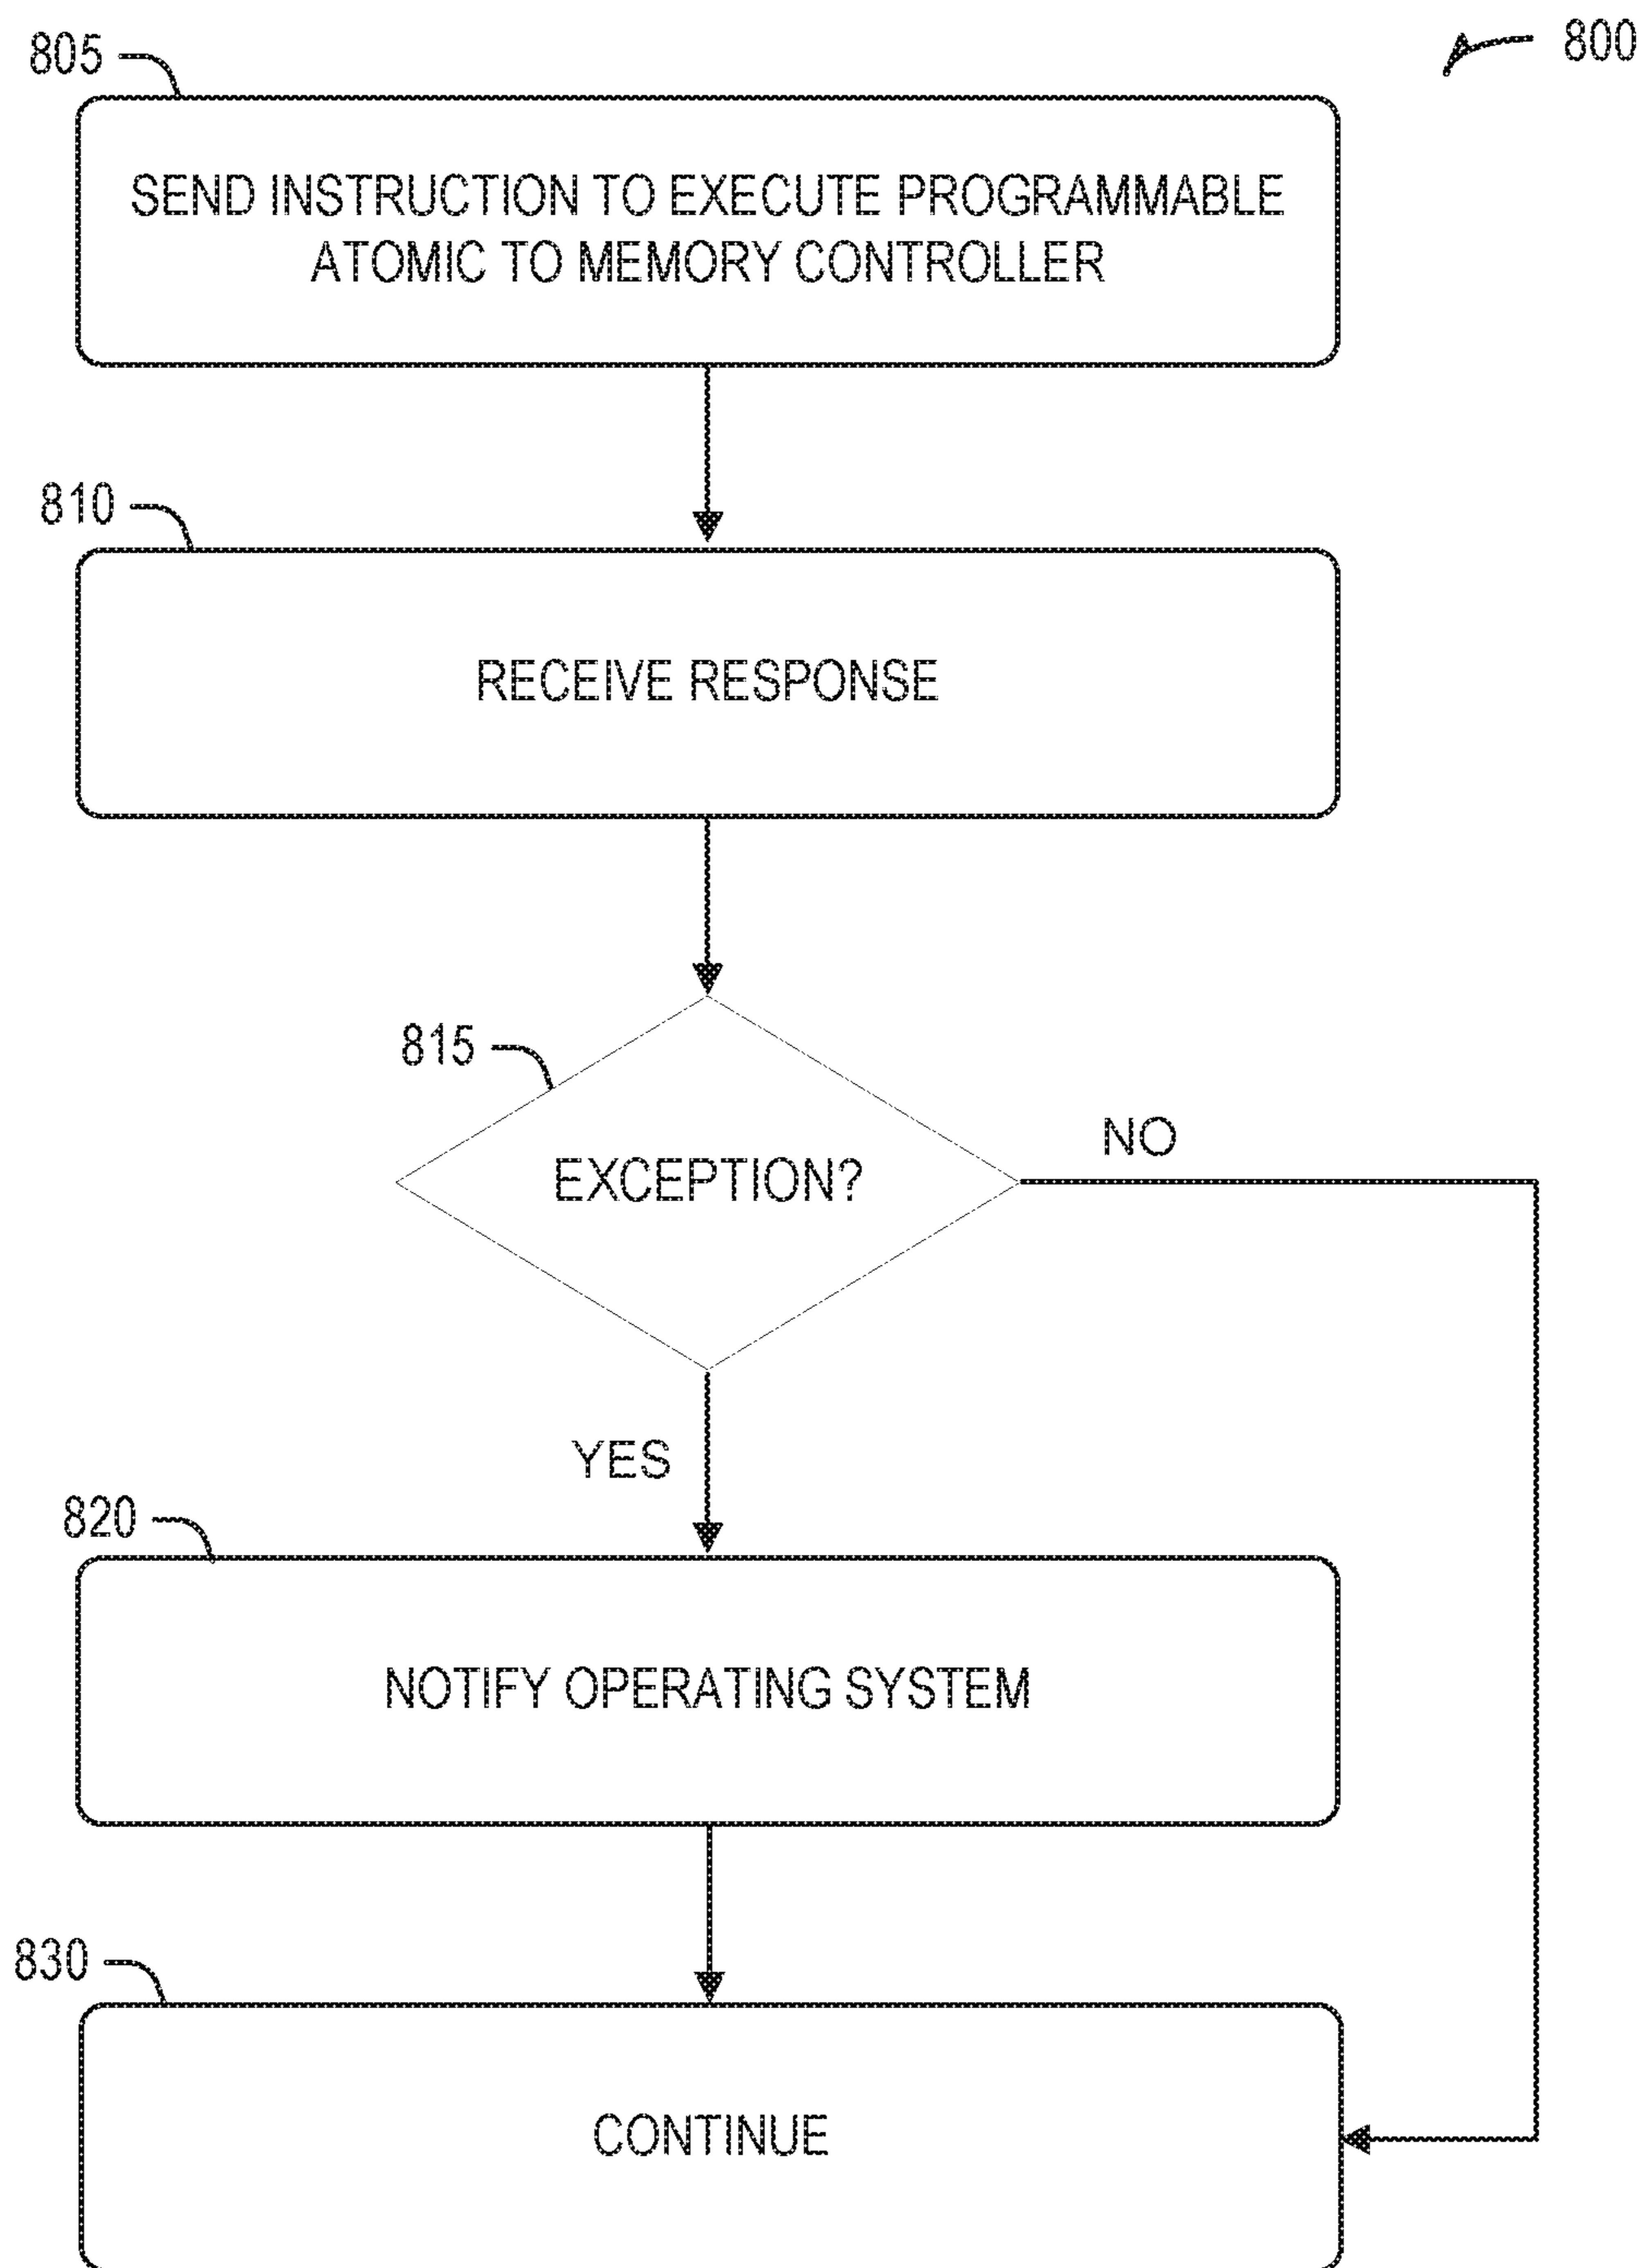 800
805
SEND INSTRUCTION TO EXECUTE PROGRAMMABLE
ATOMIC TO MEMORY CONTROLLER
810
RECEIVE RESPONSE
815
EXCEPTION?
NO
YES
820
NOTIFY OPERATING SYSTEM
830
CONTINUE